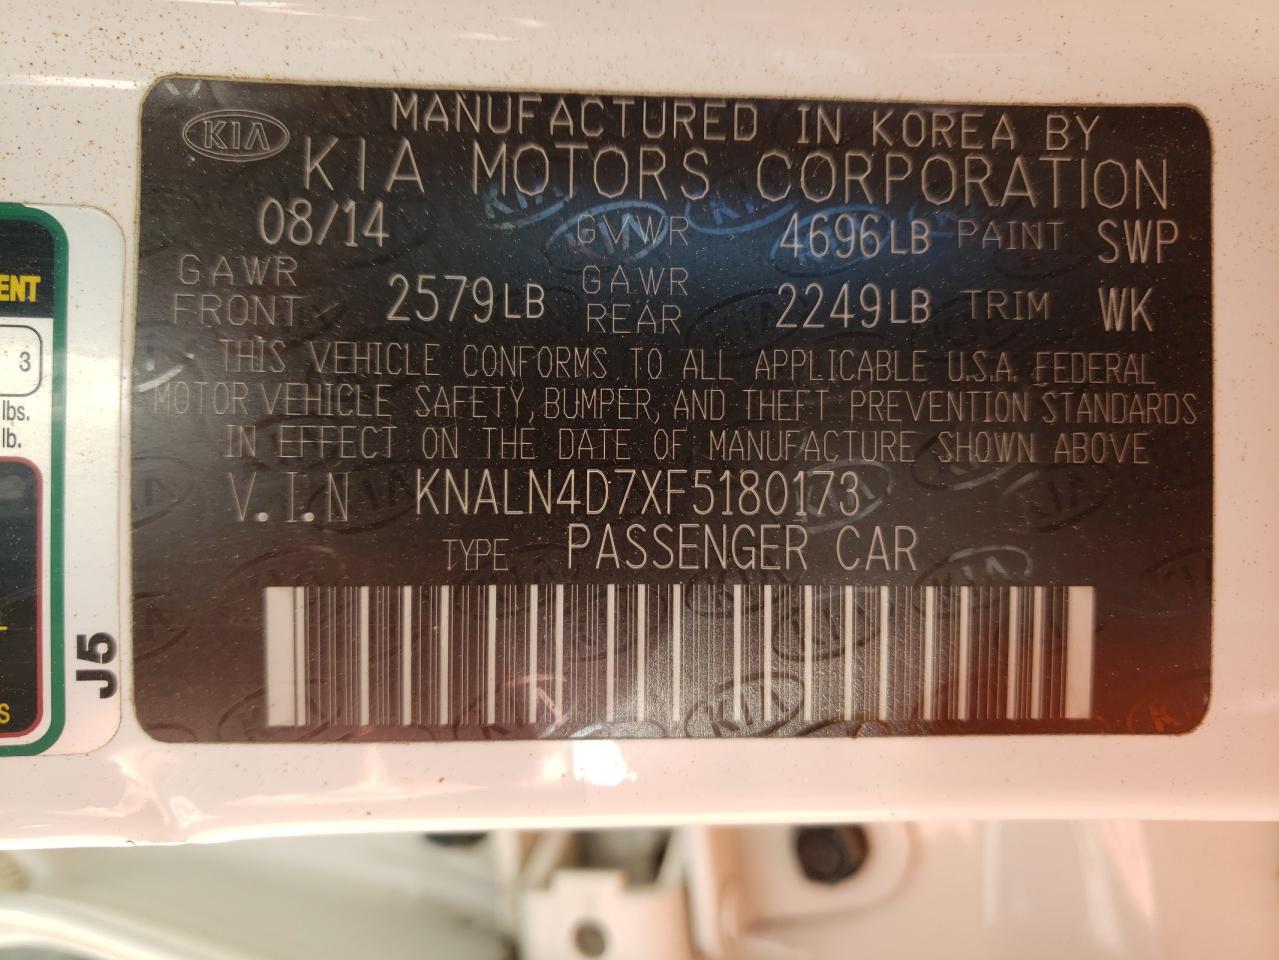 KIA
MANUFACTURED IN KOREA BY
KIA MOTORS CORPORATION
08/14 GVWR 4696LB PAINT SWP
GAWR FRONT 2579LB GAWR REAR 2249LB TRIM WK
THIS VEHICLE CONFORMS TO ALL APPLICABLE U.S.A. FEDERAL
MOTOR VEHICLE SAFETY, BUMPER, AND THEFT PREVENTION STANDARDS
IN EFFECT ON THE DATE OF MANUFACTURE SHOWN ABOVE
V.I.N KNALN4D7XF5180173
TYPE PASSENGER CAR
ENT
3
lbs.
lb.
J5
S